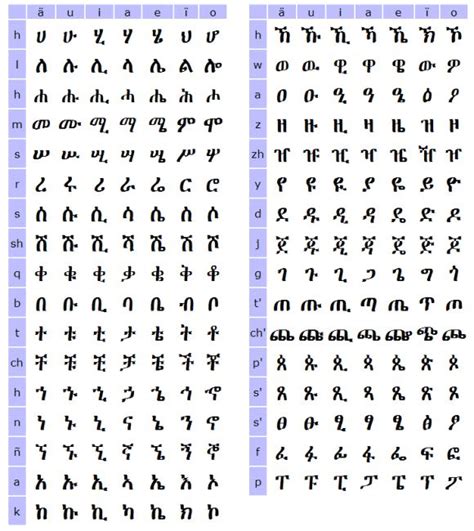 ä u i a e ï o
h ሀ ሁ ሂ ሃ ሄ ህ ሆ
l ለ ሉ ሊ ላ ሌ ል ሎ
h ሐ ሑ ሒ ሓ ሔ ሕ ሖ
m መ ሙ ሚ ማ ሜ ም ሞ
s ሠ ሡ ሢ ሣ ሤ ሥ ሦ
r ረ ሩ ሪ ራ ሬ ር ሮ
s ሰ ሱ ሲ ሳ ሴ ስ ሶ
sh ሸ ሹ ሺ ሻ ሼ ሽ ሾ
q ቀ ቁ ቂ ቃ ቄ ቅ ቆ
b በ ቡ ቢ ባ ቤ ብ ቦ
t ተ ቱ ቲ ታ ቴ ት ቶ
ch ቸ ቹ ቺ ቻ ቼ ች ቾ
h ኀ ኁ ኂ ኃ ኄ ኅ ኆ
n ነ ኑ ኒ ና ኔ ን ኖ
ñ ኘ ኙ ኚ ኛ ኜ ኝ ኞ
a አ ኡ ኢ ኣ ኤ እ ኦ
k ከ ኩ ኪ ካ ኬ ክ ኮ
ä u i a e ï o
h ኸ ኹ ኺ ኻ ኼ ኽ ኾ
w ወ ዉ ዊ ዋ ዌ ው ዎ
a ዐ ዑ ዒ ዓ ዔ ዕ ዖ
z ዘ ዙ ዚ ዛ ዜ ዝ ዞ
zh ዠ ዡ ዢ ዣ ዤ ዥ ዦ
y የ ዩ ዪ ያ ዬ ይ ዮ
d ደ ዱ ዲ ዳ ዴ ድ ዶ
j ጀ ጁ ጂ ጃ ጄ ጅ ጆ
g ገ ጉ ጊ ጋ ጌ ግ ጎ
t' ጠ ጡ ጢ ጣ ጤ ጥ ጦ
ch' ጨ ጩ ጪ ጫ ጬ ጭ ጮ
p' ጰ ጱ ጲ ጳ ጴ ጵ ጶ
s' ጸ ጹ ጺ ጻ ጼ ጽ ጾ
s' ፀ ፁ ፂ ፃ ፄ ፅ ፆ
f ፈ ፉ ፊ ፋ ፌ ፍ ፎ
p ፐ ፑ ፒ ፓ ፔ ፕ ፖ